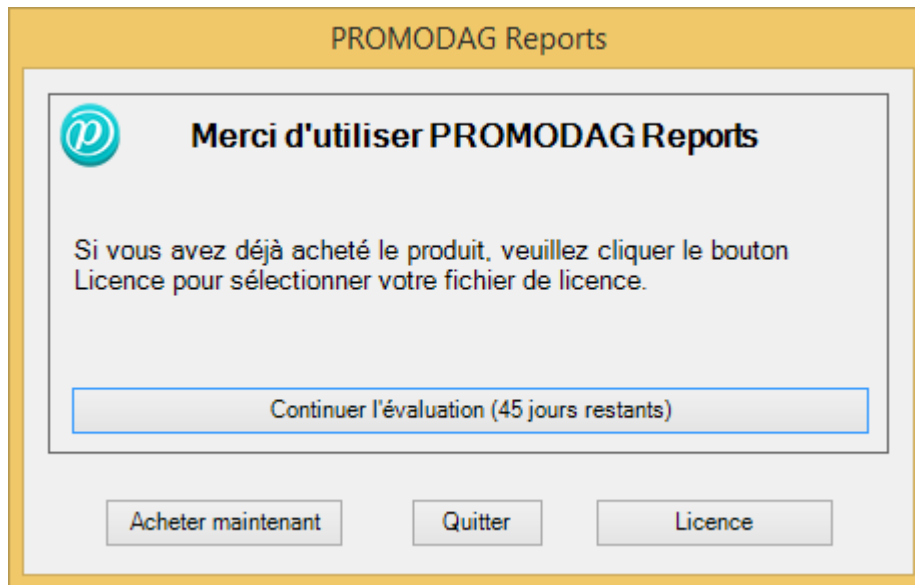 PROMODAG Reports
Merci d'utiliser PROMODAG Reports
Si vous avez déjà acheté le produit, veuillez cliquer le bouton
Licence pour sélectionner votre fichier de licence.
Continuer l'évaluation (45 jours restants)
Acheter maintenant
Quitter
Licence